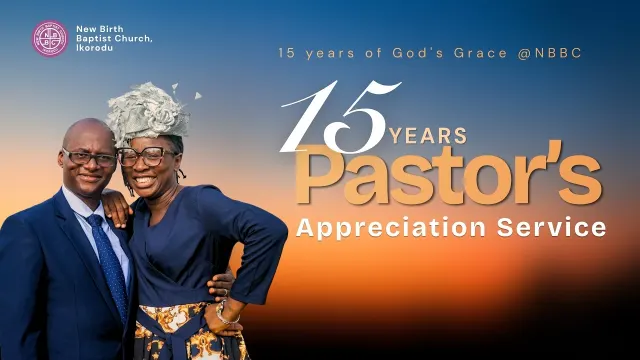 New Birth
Baptist Church,
Ikorodu
15 years of God's Grace @NBBC
15 YEARS
Pastor's
Appreciation Service